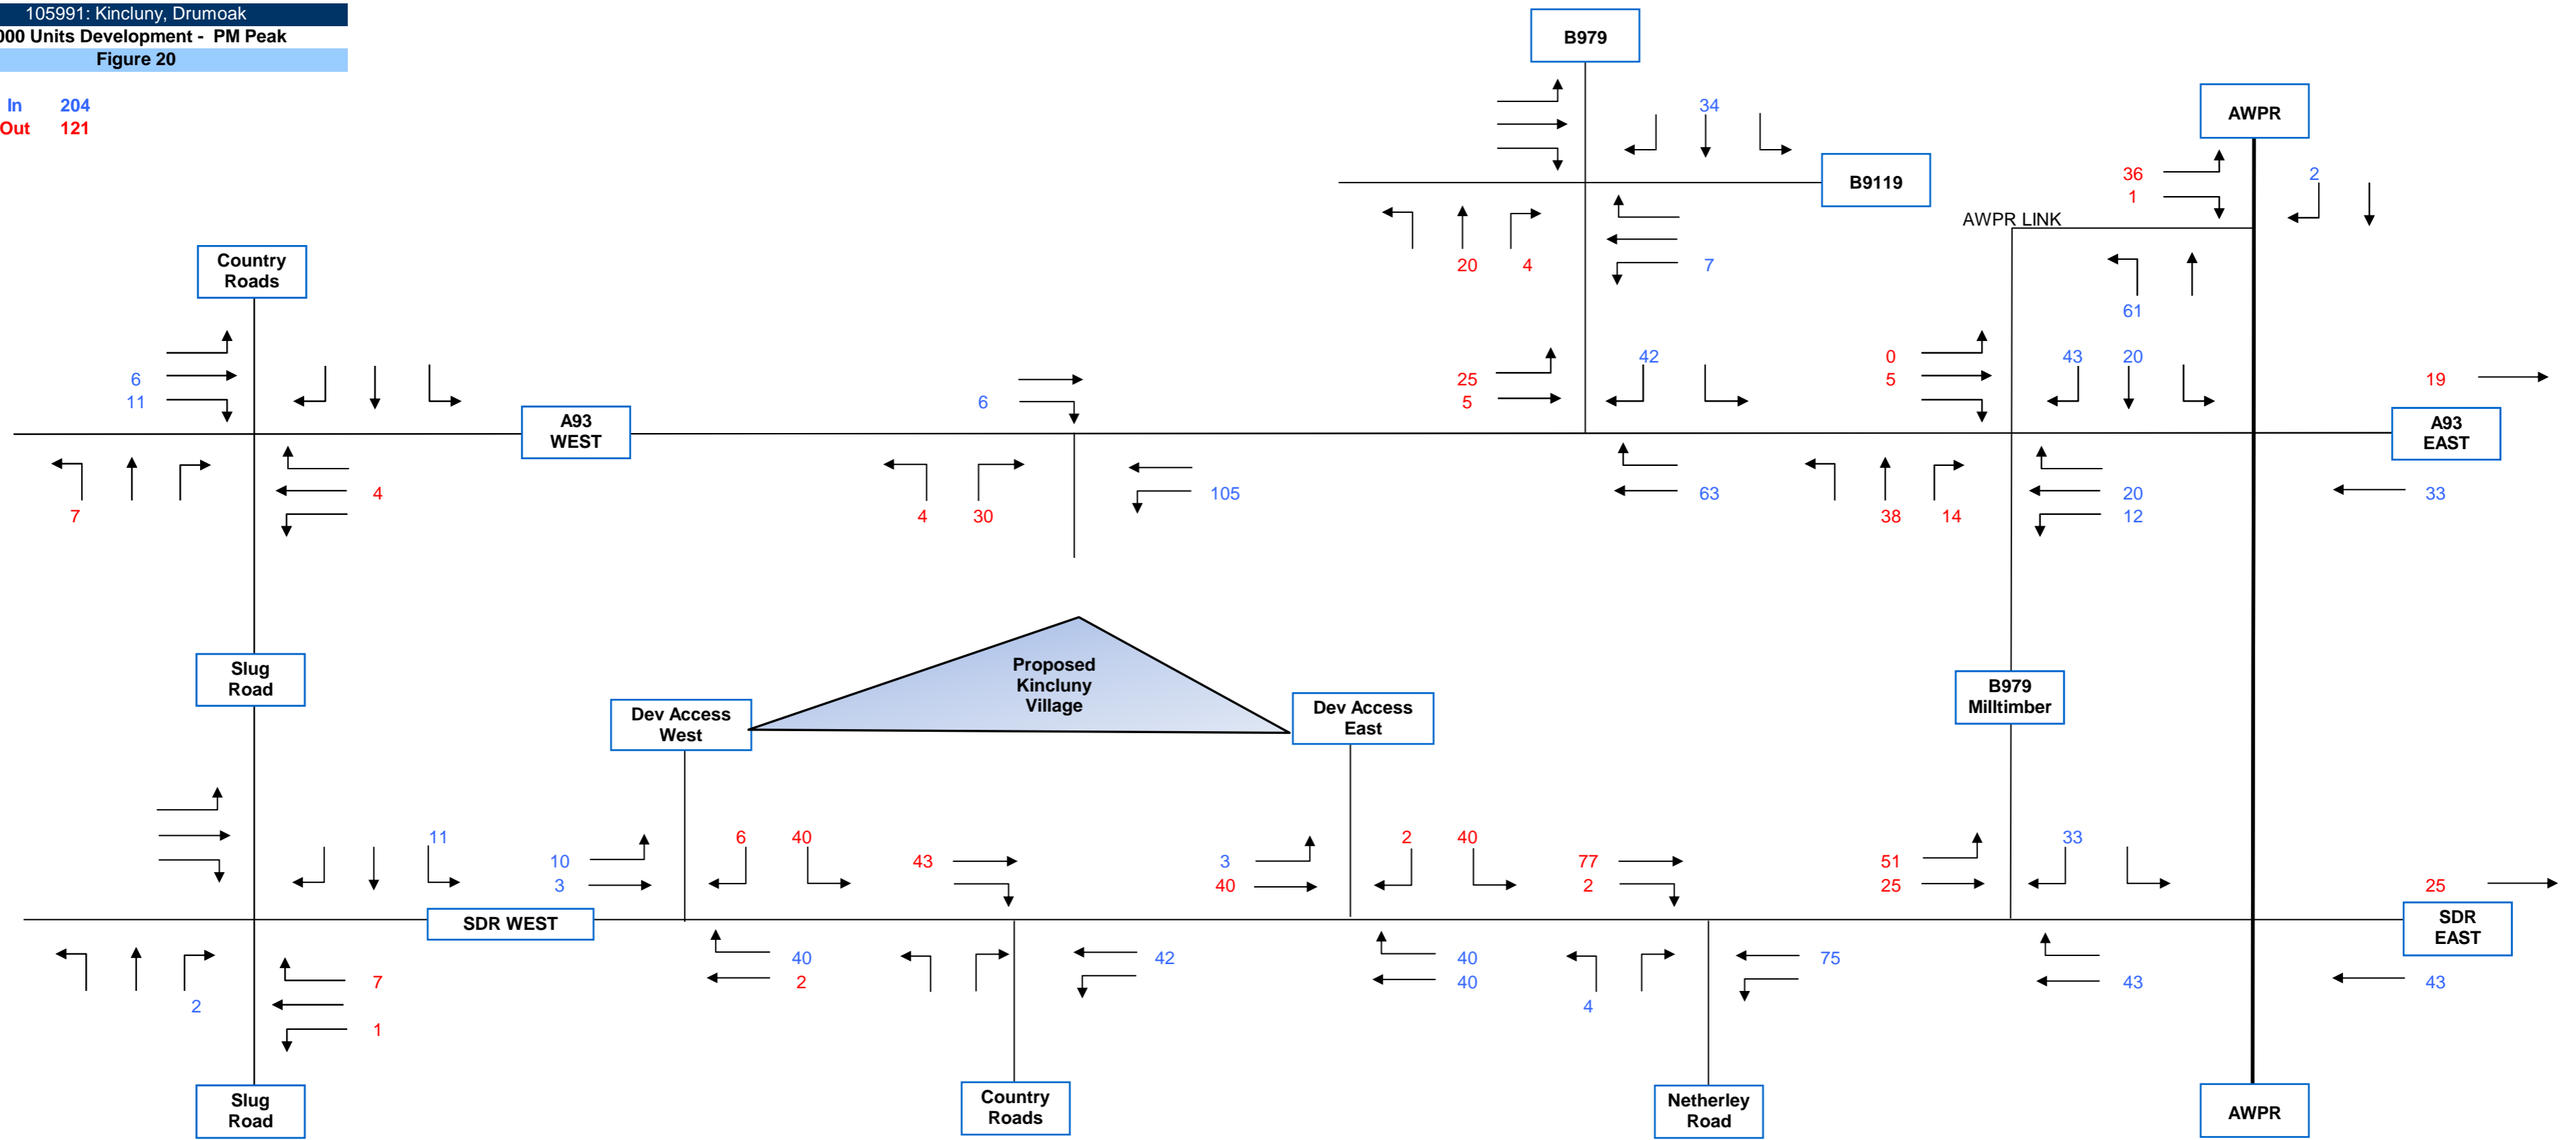 105991: Kincluny, Drumoak
000 Units Development - PM Peak
Figure 20
In 204
Out 121
B979
AWPR
34
B9119
36
1
2
AWPR LINK
20 4
7
61
Country
Roads
6
11
A93
WEST
6
25
5
42
0
5
43 20
19
A93
EAST
7
4
4 30
105
63
38 14
20
12
33
Slug
Road
Proposed
Kincluny
Village
Dev Access
West
Dev Access
East
B979
Milltimber
11
10
3
6 40
43
3
40
2 40
77
2
51
25
33
25
SDR WEST
SDR
EAST
2
7
1
40
2
42
40
40
4
75
43
43
Slug
Road
Country
Roads
Netherley
Road
AWPR